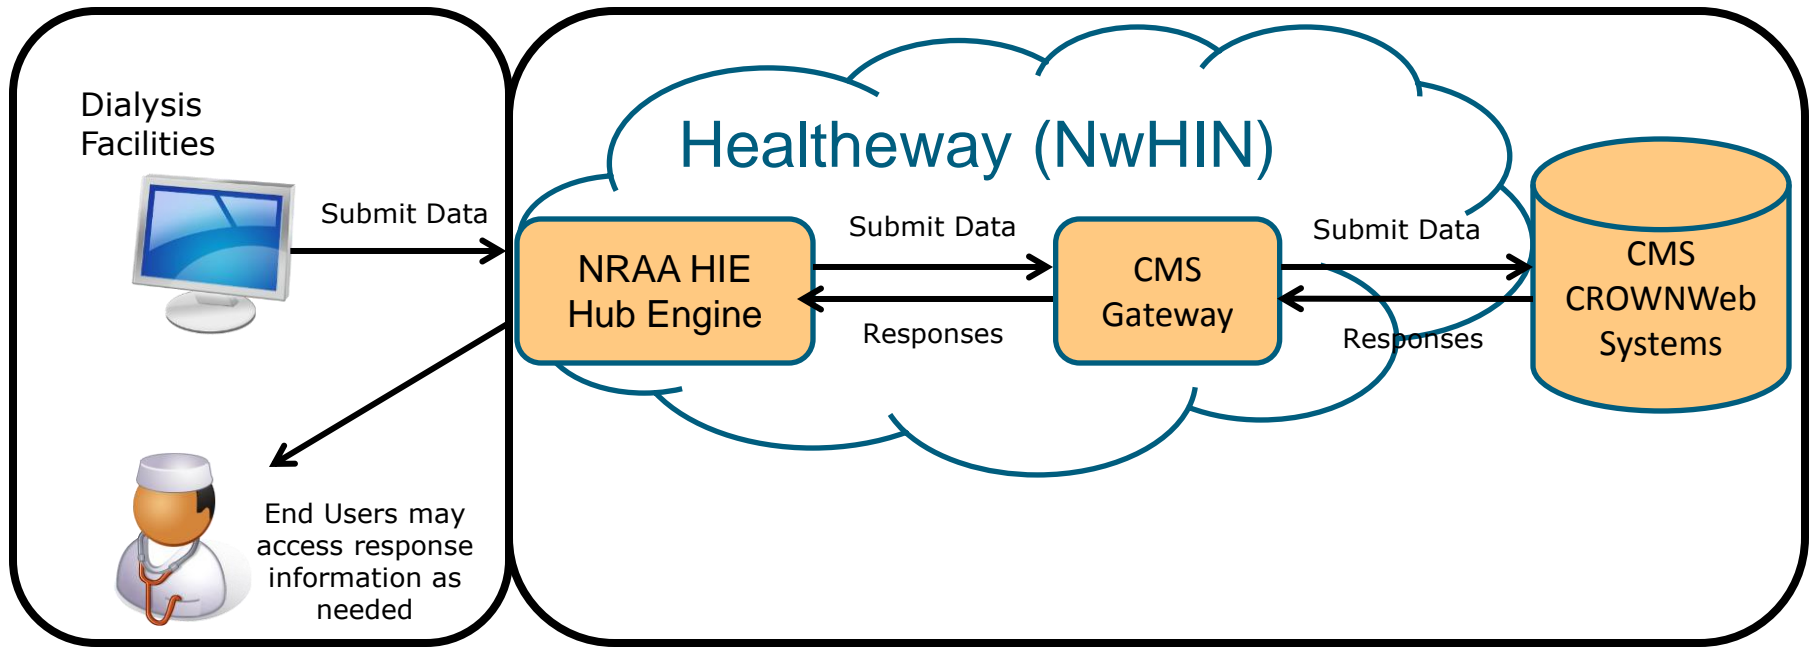 Dialysis
Facilities
Submit Data
End Users may
access response
information as
needed
Healtheway (NwHIN)
NRAA HIE
Hub Engine
Submit Data
Responses
CMS
Gateway
Submit Data
Responses
CMS
CROWNWeb
Systems